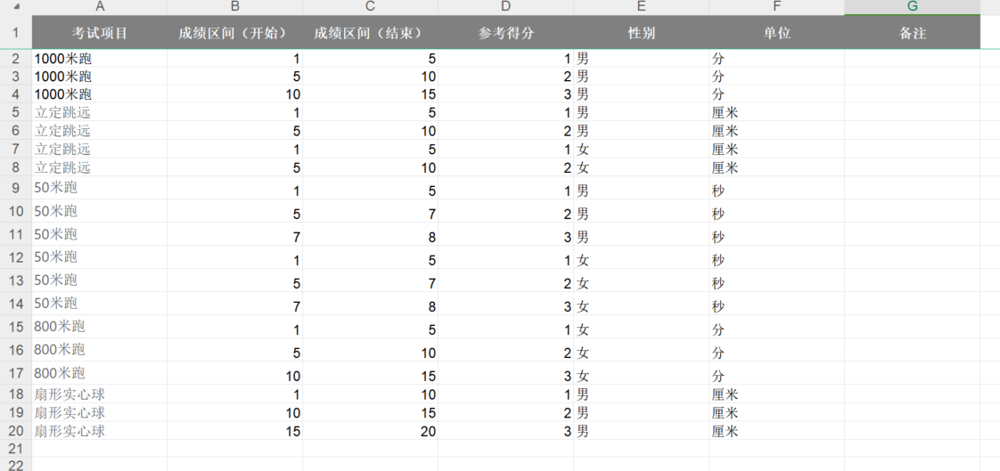 A B C D E F G
1 考试项目 成绩区间（开始） 成绩区间（结束） 参考得分 性别 单位 备注
2 1000米跑 1 5 1 男 分
3 1000米跑 5 10 2 男 分
4 1000米跑 10 15 3 男 分
5 立定跳远 1 5 1 男 厘米
6 立定跳远 5 10 2 男 厘米
7 立定跳远 1 5 1 女 厘米
8 立定跳远 5 10 2 女 厘米
9 50米跑 1 5 1 男 秒
10 50米跑 5 7 2 男 秒
11 50米跑 7 8 3 男 秒
12 50米跑 1 5 1 女 秒
13 50米跑 5 7 2 女 秒
14 50米跑 7 8 3 女 秒
15 800米跑 1 5 1 女 分
16 800米跑 5 10 2 女 分
17 800米跑 10 15 3 女 分
18 扇形实心球 1 10 1 男 厘米
19 扇形实心球 10 15 2 男 厘米
20 扇形实心球 15 20 3 男 厘米
21
22